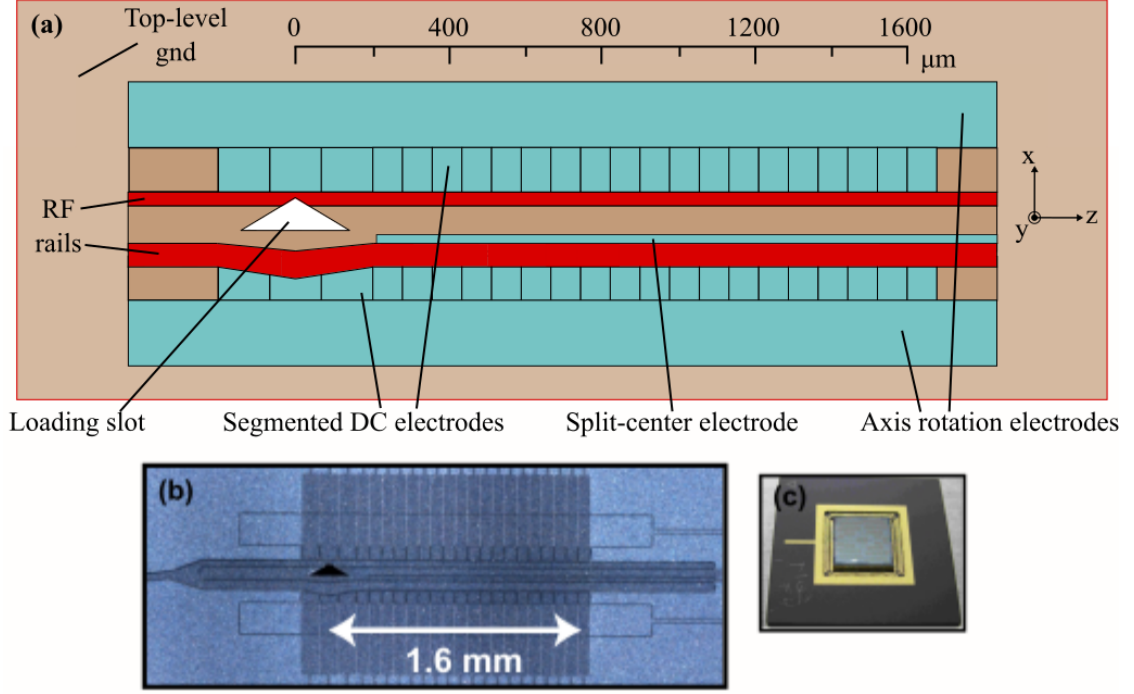 (a)
Top-level
gnd
0 400 800 1200 1600
μm
RF
rails
x
y z
Loading slot Segmented DC electrodes Split-center electrode Axis rotation electrodes
(b)
1.6 mm
(c)